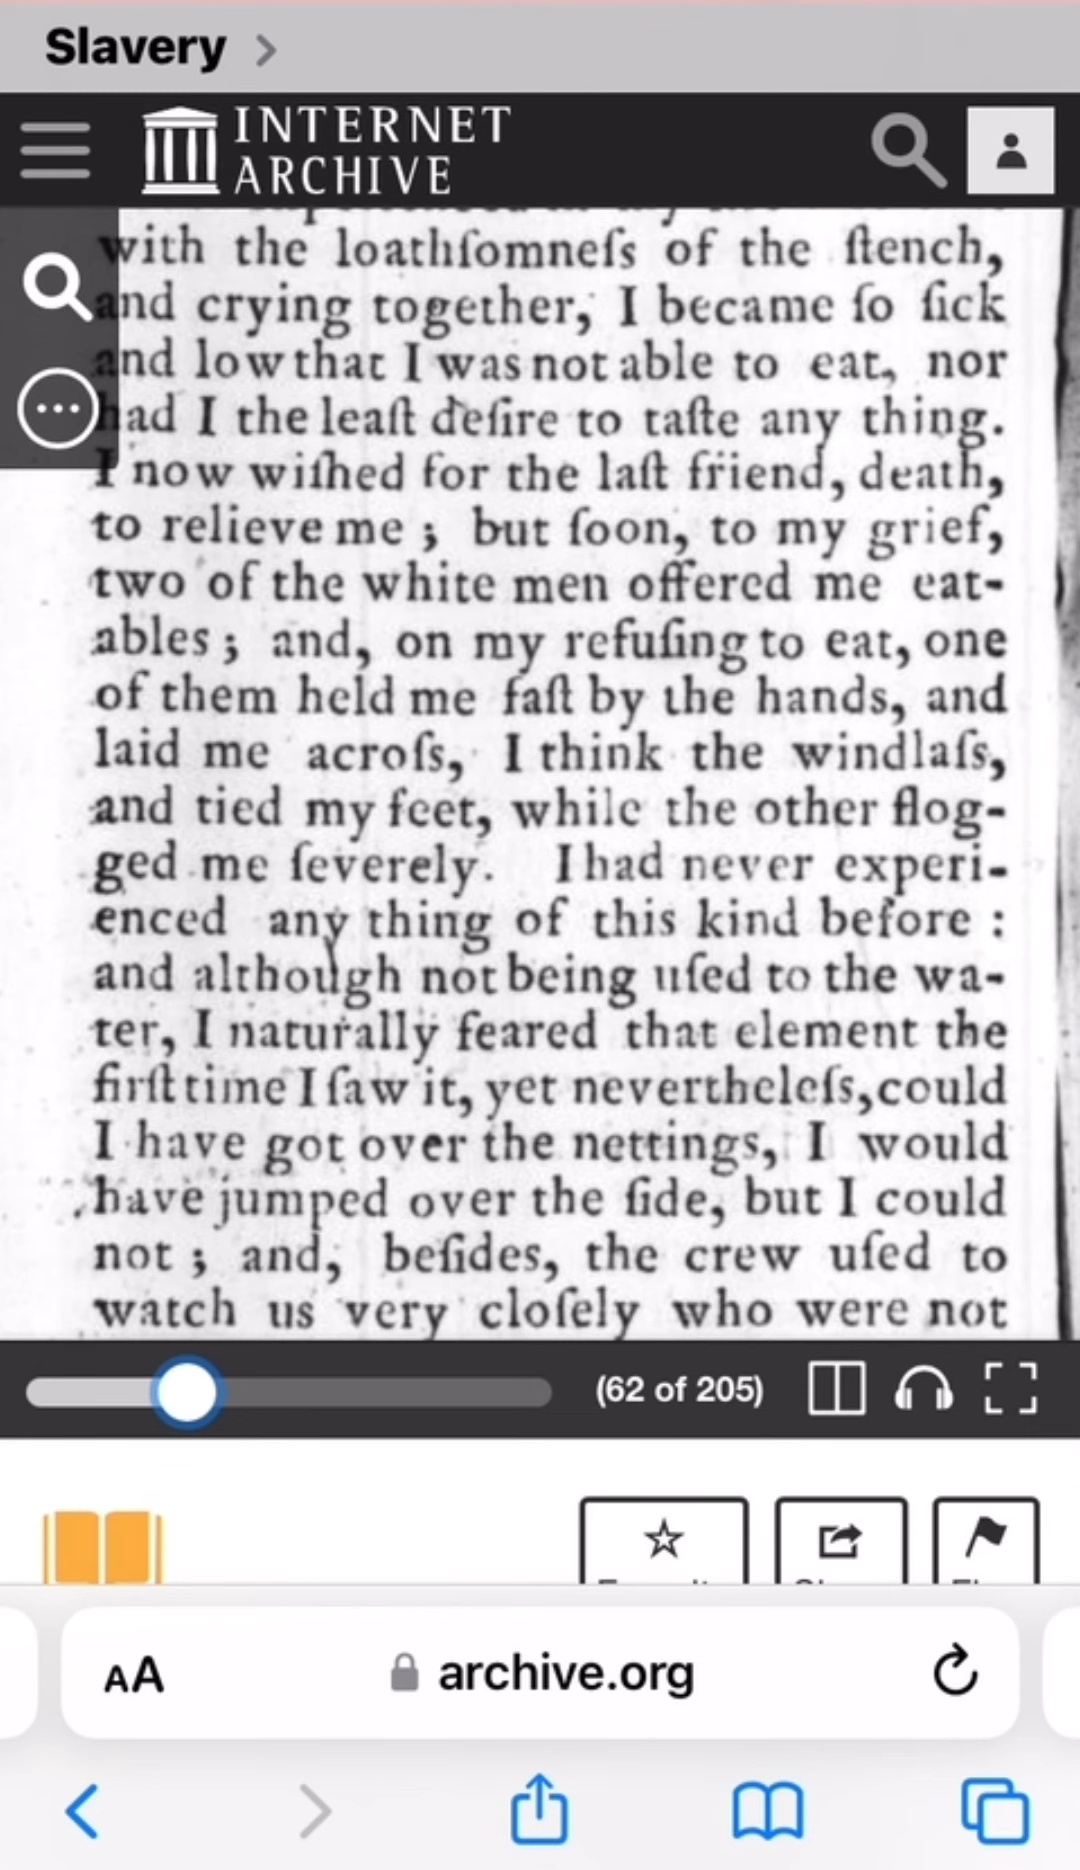 Slavery >
INTERNET
ARCHIVE
with the loathſomneſs of the ſtench,
and crying together, I became ſo ſick
and low that I was not able to eat, nor
had I the leaſt deſire to taſte any thing.
I now wiſhed for the laſt friend, death,
to relieve me ; but ſoon, to my grief,
two of the white men offered me eat-
ables ; and, on my refuſing to eat, one
of them held me faſt by the hands, and
laid me acroſs, I think the windlaſs,
and tied my feet, while the other flog-
ged me ſeverely. I had never experi-
enced any thing of this kind before :
and although not being uſed to the wa-
ter, I naturally feared that element the
firſt time I ſaw it, yet nevertheleſs, could
I have got over the nettings, I would
have jumped over the ſide, but I could
not ; and, beſides, the crew uſed to
watch us very cloſely who were not
(62 of 205)
AA archive.org